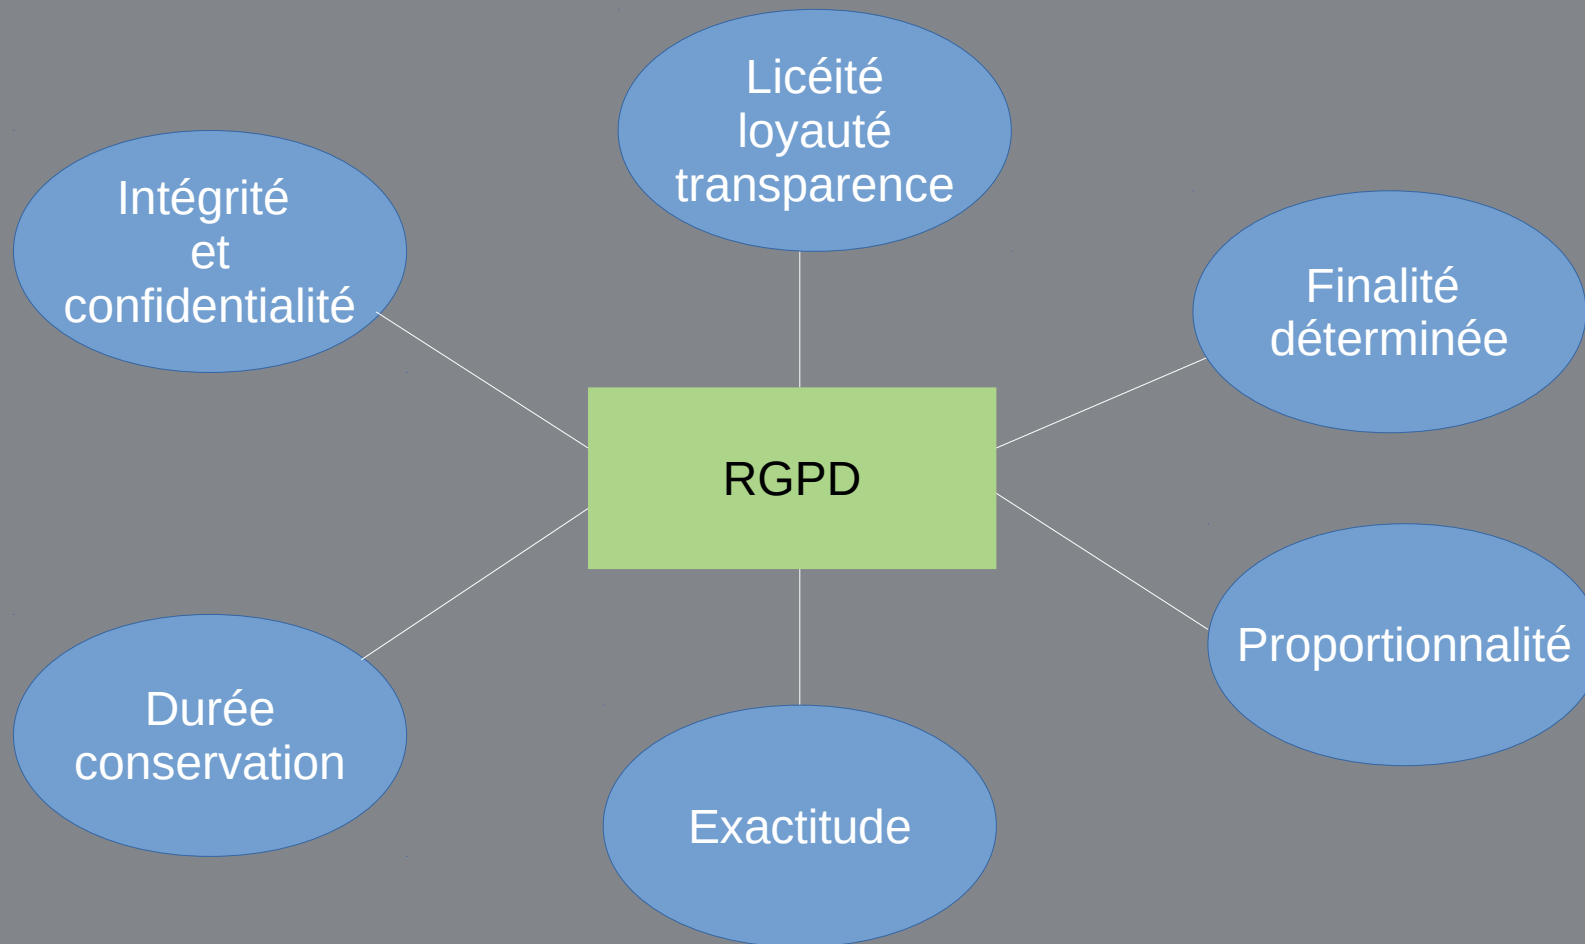 Licéité
loyauté
transparence
Intégrité
et
confidentialité
Finalité
déterminée
RGPD
Proportionnalité
Durée
conservation
Exactitude